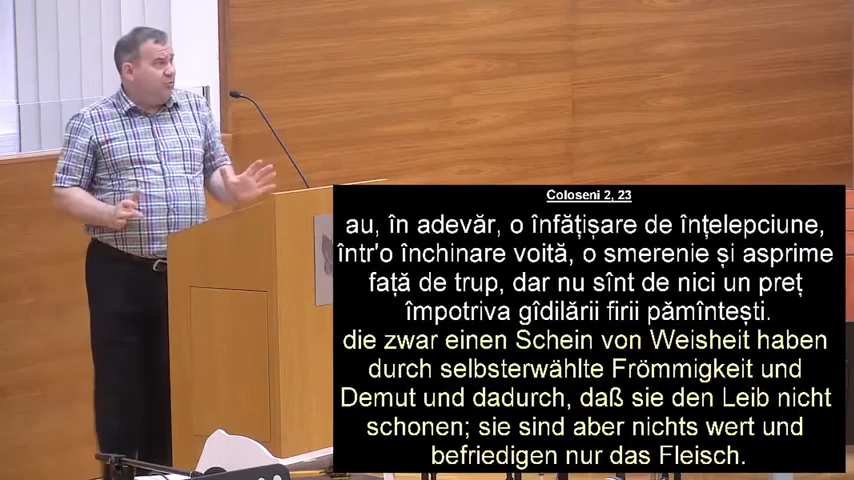 Coloseni 2, 23
au, în adevăr, o înfățișare de înțelepciune,
într'o închinare voită, o smerenie și asprime
față de trup, dar nu sînt de nici un preț
împotriva gîdilării firii pămîntești.
die zwar einen Schein von Weisheit haben
durch selbsterwählte Frömmigkeit und
Demut und dadurch, daß sie den Leib nicht
schonen; sie sind aber nichts wert und
befriedigen nur das Fleisch.